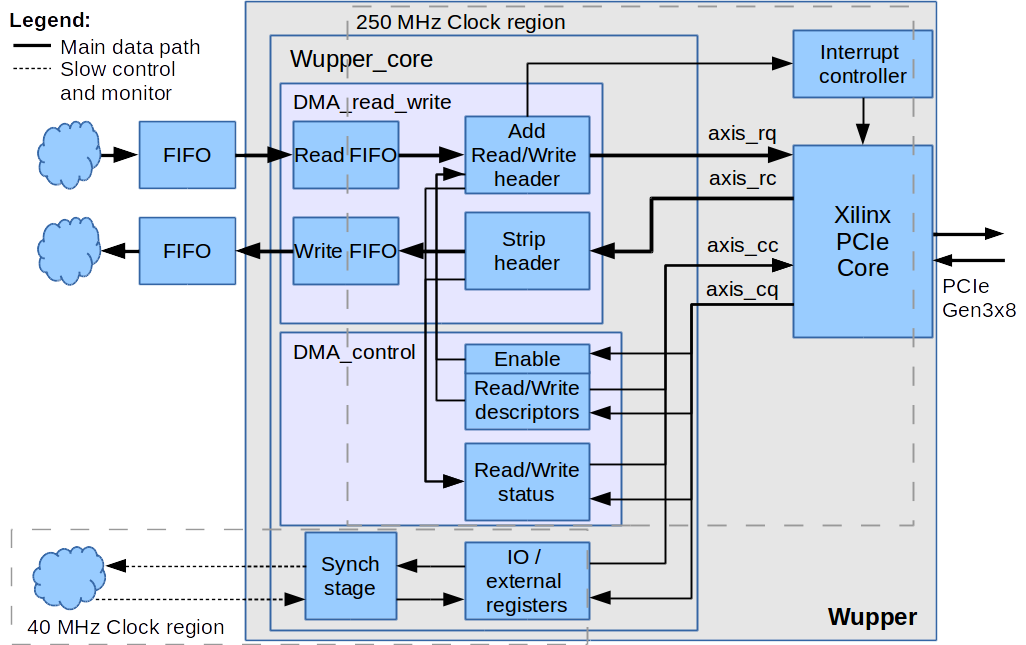 Legend:
Main data path
Slow control
and monitor
250 MHz Clock region
Wupper_core
DMA_read_write
FIFO
Read FIFO
Add
Read/Write
header
FIFO
Write FIFO
Strip
header
Interrupt
controller
axis_rq
axis_rc
axis_cc
axis_cq
Xilinx
PCIe
Core
PCIe
Gen3x8
DMA_control
Enable
Read/Write
descriptors
Read/Write
status
Synch
stage
IO /
external
registers
40 MHz Clock region
Wupper